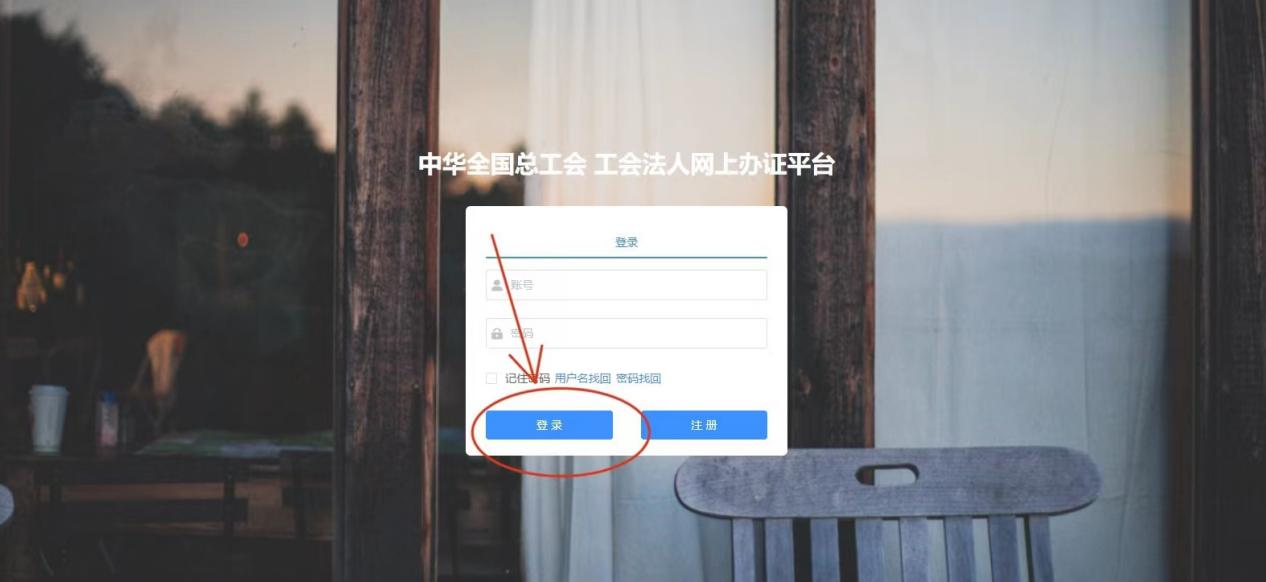 中华全国总工会 工会法人网上办证平台
登录
账号
密码
记住密码 用户名找回 密码找回
登 录 注 册